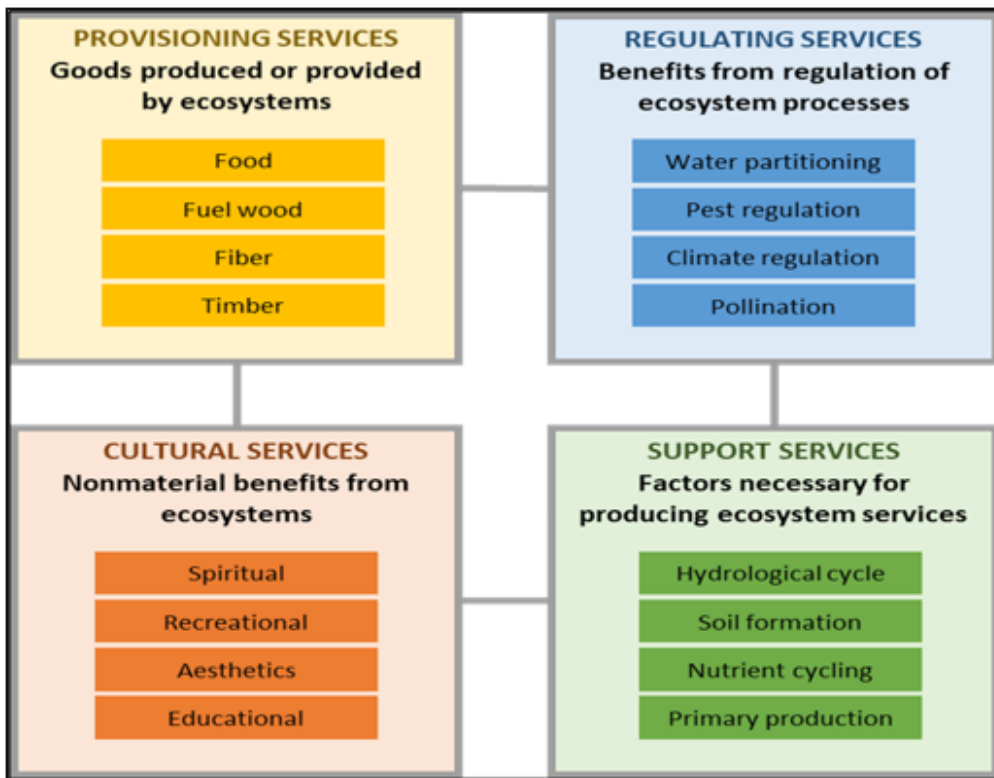 PROVISIONING SERVICES
Goods produced or provided
by ecosystems
Food
Fuel wood
Fiber
Timber
REGULATING SERVICES
Benefits from regulation of
ecosystem processes
Water partitioning
Pest regulation
Climate regulation
Pollination
CULTURAL SERVICES
Nonmaterial benefits from
ecosystems
Spiritual
Recreational
Aesthetics
Educational
SUPPORT SERVICES
Factors necessary for
producing ecosystem services
Hydrological cycle
Soil formation
Nutrient cycling
Primary production